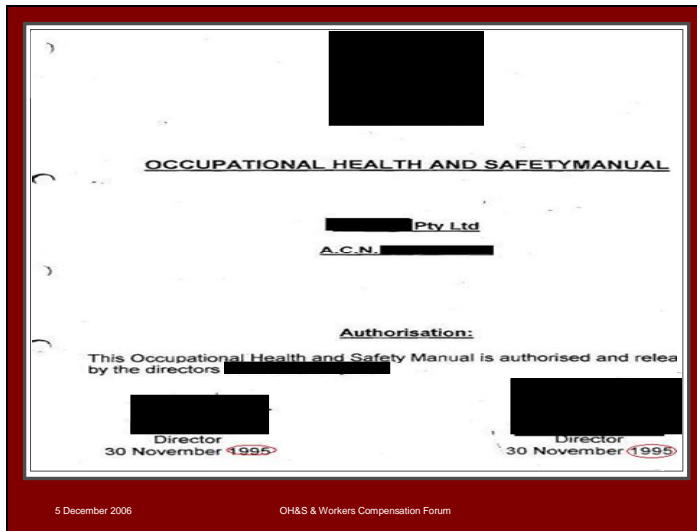 OCCUPATIONAL HEALTH AND SAFETYMANUAL
Pty Ltd
A.C.N.
Authorisation:
This Occupational Health and Safety Manual is authorised and relea
by the directors
Director Director
30 November 1995 30 November 1995
5 December 2006 OH&S & Workers Compensation Forum